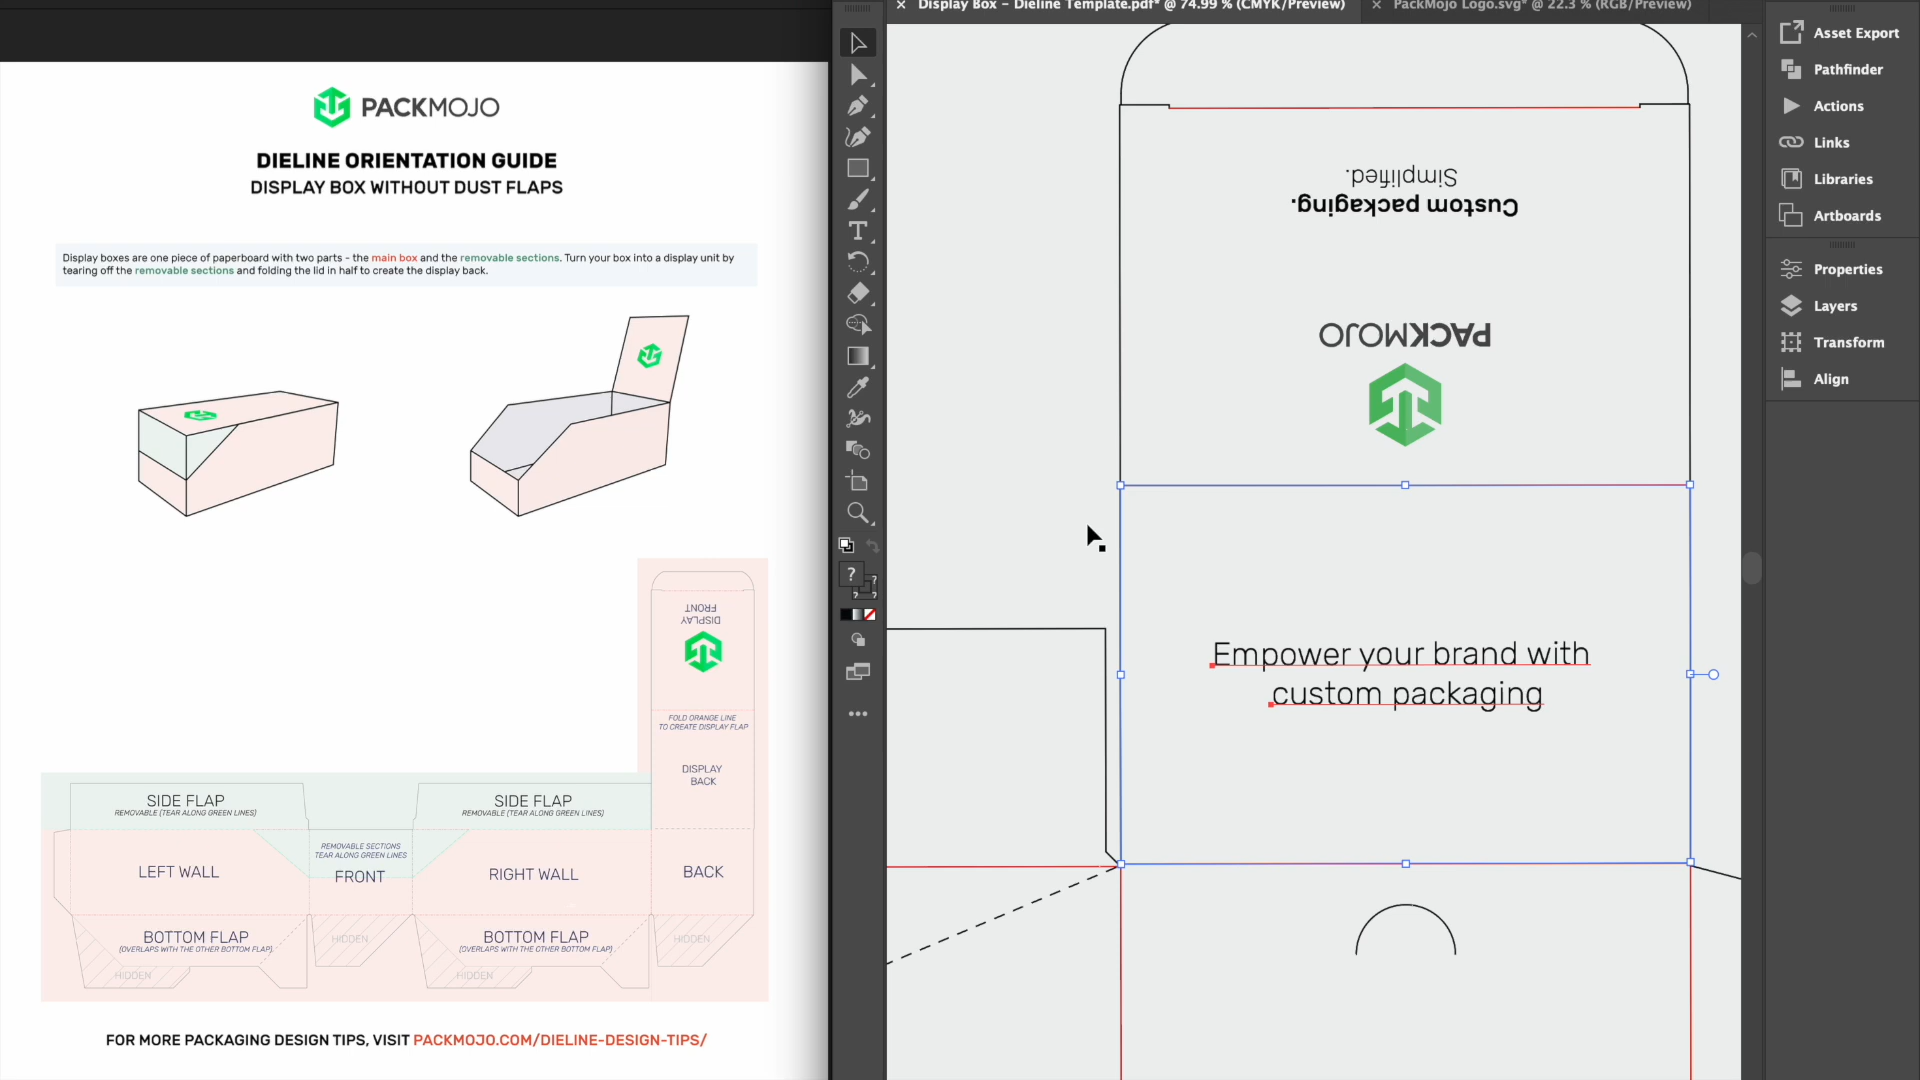 Display Box – Dieline Template.pdf* @ 74.99 % (CMYK/Preview)
PackMojo Logo.svg* @ 22.3 % (RGB/Preview)
PACKMOJO
DIELINE ORIENTATION GUIDE
DISPLAY BOX WITHOUT DUST FLAPS
Display boxes are one piece of paperboard with two parts - the main box and the removable sections. Turn your box into a display unit by
tearing off the removable sections and folding the lid in half to create the display back.
DISPLAY
FRONT
FOLD ORANGE LINE
TO CREATE DISPLAY FLAP
DISPLAY
BACK
SIDE FLAP
REMOVABLE (TEAR ALONG GREEN LINES)
SIDE FLAP
REMOVABLE (TEAR ALONG GREEN LINES)
REMOVABLE SECTIONS
TEAR ALONG GREEN LINES
LEFT WALL
FRONT
RIGHT WALL
BACK
BOTTOM FLAP
(OVERLAPS WITH THE OTHER BOTTOM FLAP)
HIDDEN
HIDDEN
BOTTOM FLAP
(OVERLAPS WITH THE OTHER BOTTOM FLAP)
HIDDEN
HIDDEN
FOR MORE PACKAGING DESIGN TIPS, VISIT PACKMOJO.COM/DIELINE-DESIGN-TIPS/
Custom packaging.
Simplified.
PACKMOJO
Empower your brand with
custom packaging
Asset Export
Pathfinder
Actions
Links
Libraries
Artboards
Properties
Layers
Transform
Align